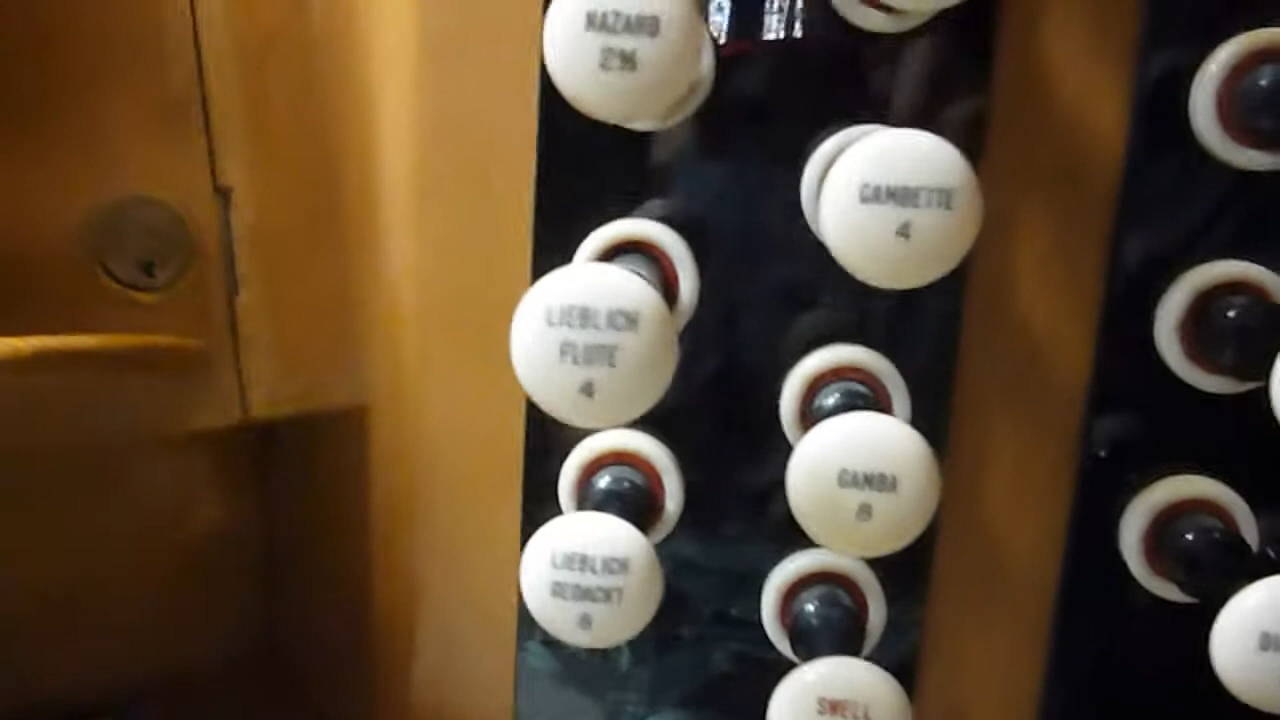 NAZARD
2⅔
GAMBETTE
4
LIEBLICH
FLUTE
4
GAMBA
8
LIEBLICH
GEDACKT
8
SWELL